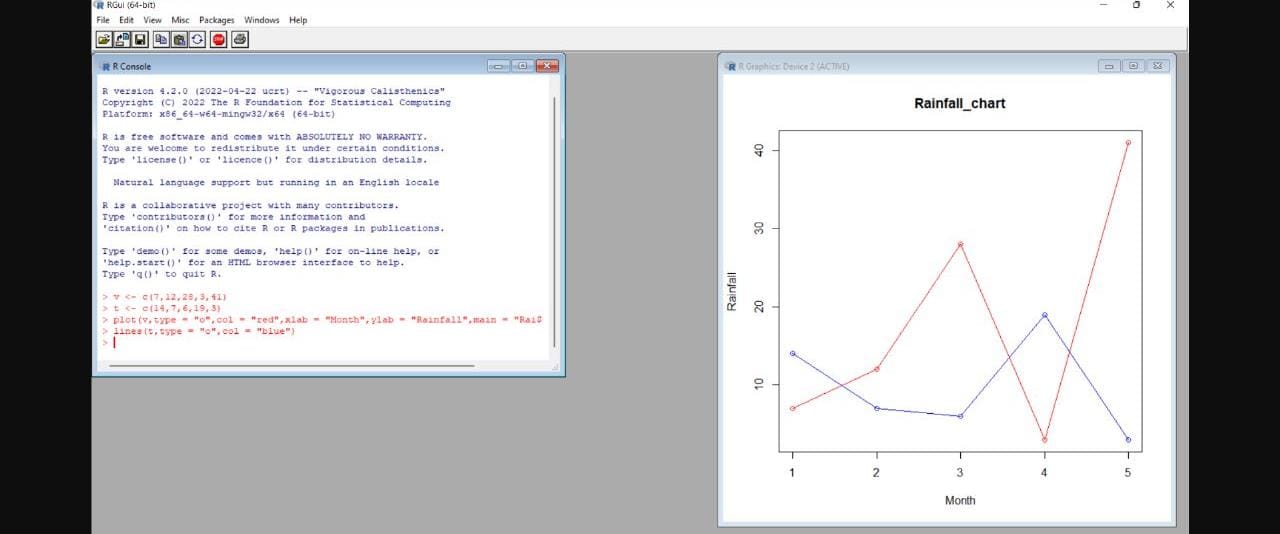 RGui (64-bit)
File Edit View Misc Packages Windows Help
STOP
R Console
R version 4.2.0 (2022-04-22 ucrt) -- "Vigorous Calisthenics"
Copyright (C) 2022 The R Foundation for Statistical Computing
Platform: x86_64-w64-mingw32/x64 (64-bit)
R is free software and comes with ABSOLUTELY NO WARRANTY.
You are welcome to redistribute it under certain conditions.
Type 'license()' or 'licence()' for distribution details.
Natural language support but running in an English locale
R is a collaborative project with many contributors.
Type 'contributors()' for more information and
'citation()' on how to cite R or R packages in publications.
Type 'demo()' for some demos, 'help()' for on-line help, or
'help.start()' for an HTML browser interface to help.
Type 'q()' to quit R.
> v <- c(7,12,28,3,41)
> t <- c(14,7,6,19,3)
> plot(v,type = "o",col = "red",xlab = "Month",ylab = "Rainfall",main = "Rai$
> lines(t,type = "o",col = "blue")
>
R Graphics: Device 2 (ACTIVE)
Rainfall_chart
40
30
20
10
Rainfall
1 2 3 4 5
Month